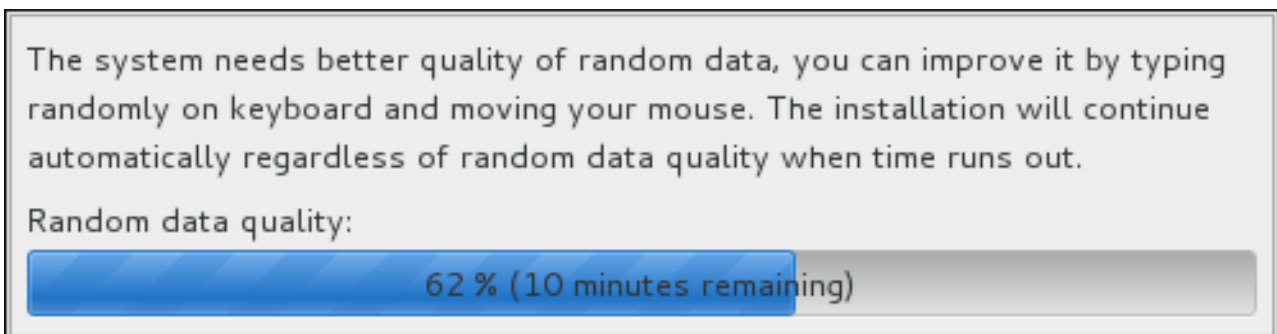 The system needs better quality of random data, you can improve it by typing
randomly on keyboard and moving your mouse. The installation will continue
automatically regardless of random data quality when time runs out.
Random data quality:
62 % (10 minutes remaining)